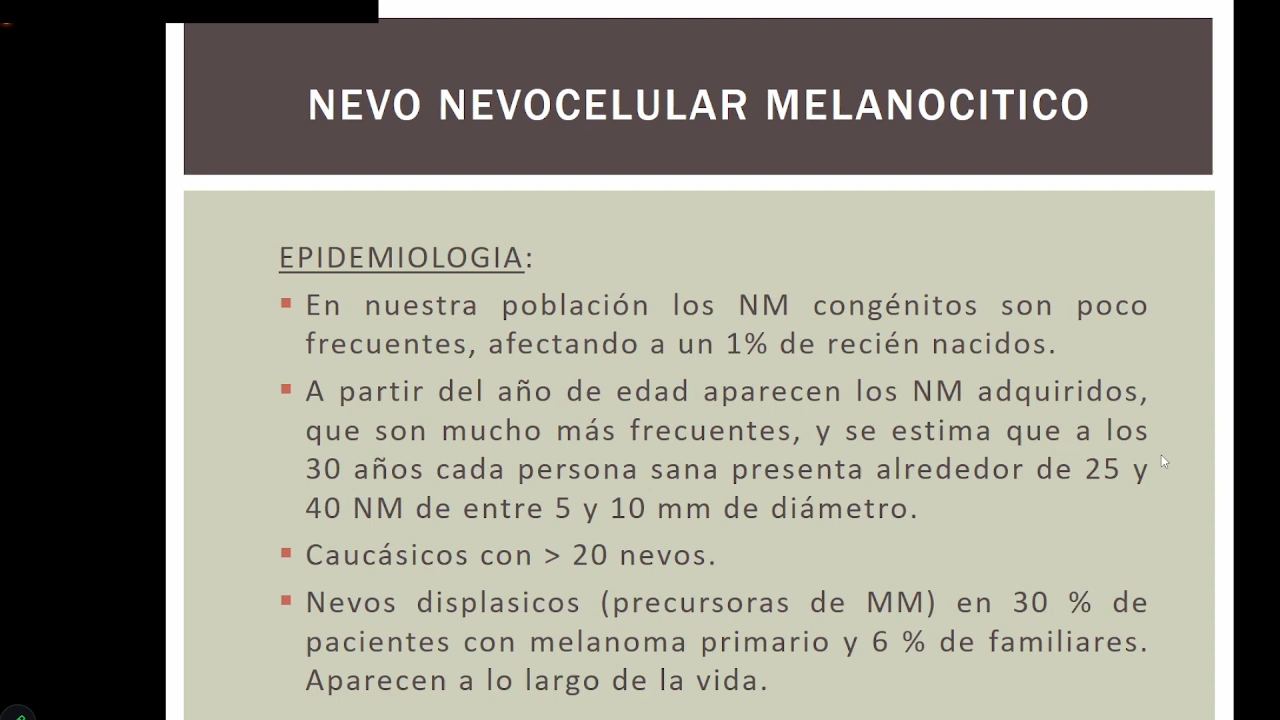 NEVO NEVOCELULAR MELANOCITICO
EPIDEMIOLOGIA:
▪ En nuestra población los NM congénitos son poco
frecuentes, afectando a un 1% de recién nacidos.
▪ A partir del año de edad aparecen los NM adquiridos,
que son mucho más frecuentes, y se estima que a los
30 años cada persona sana presenta alrededor de 25 y
40 NM de entre 5 y 10 mm de diámetro.
▪ Caucásicos con > 20 nevos.
▪ Nevos displasicos (precursoras de MM) en 30 % de
pacientes con melanoma primario y 6 % de familiares.
Aparecen a lo largo de la vida.